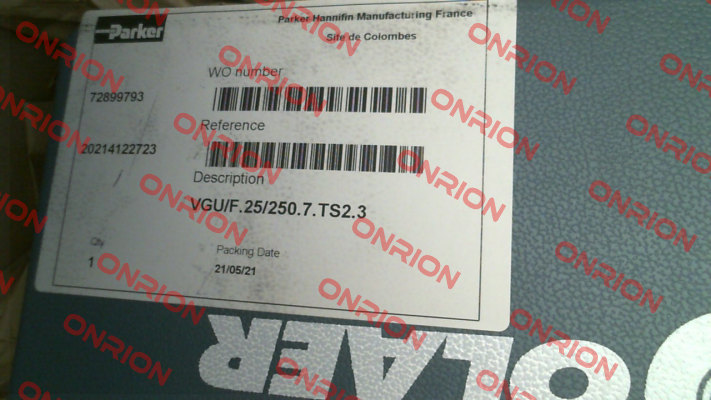 Parker
Parker Hannifin Manufacturing France
Site de Colombes
WO number
72899793
Reference
20214122723
Description
VGU/F.25/250.7.TS2.3
Qty
1
Packing Date
21/05/21
OLAER
ONRION